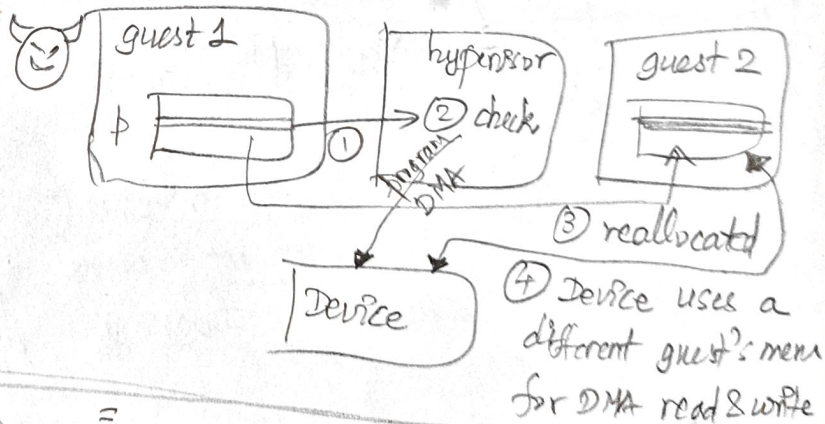 guest 1
hypervisor
guest 2
p
① 
② check
program
DMA
③ reallocated
Device
④ Device uses a
different guest's mem
for DMA read & write
=